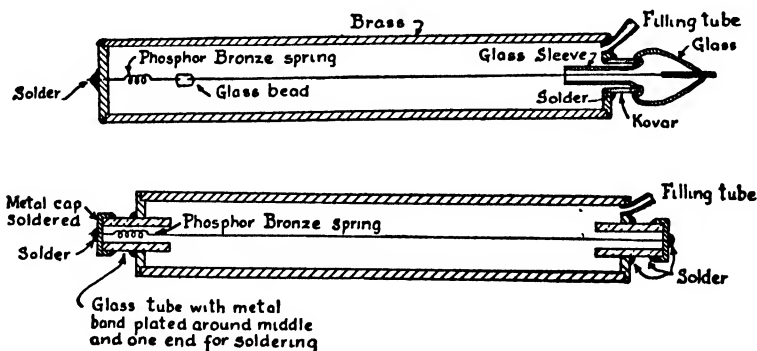 Brass
Filling tube
Phosphor Bronze spring
Glass Sleeve
Glass
Solder
Glass bead
Solder
Kovar
Metal cap
soldered
Filling tube
Phosphor Bronze spring
Solder
Solder
Glass tube with metal
band plated around middle
and one end for soldering